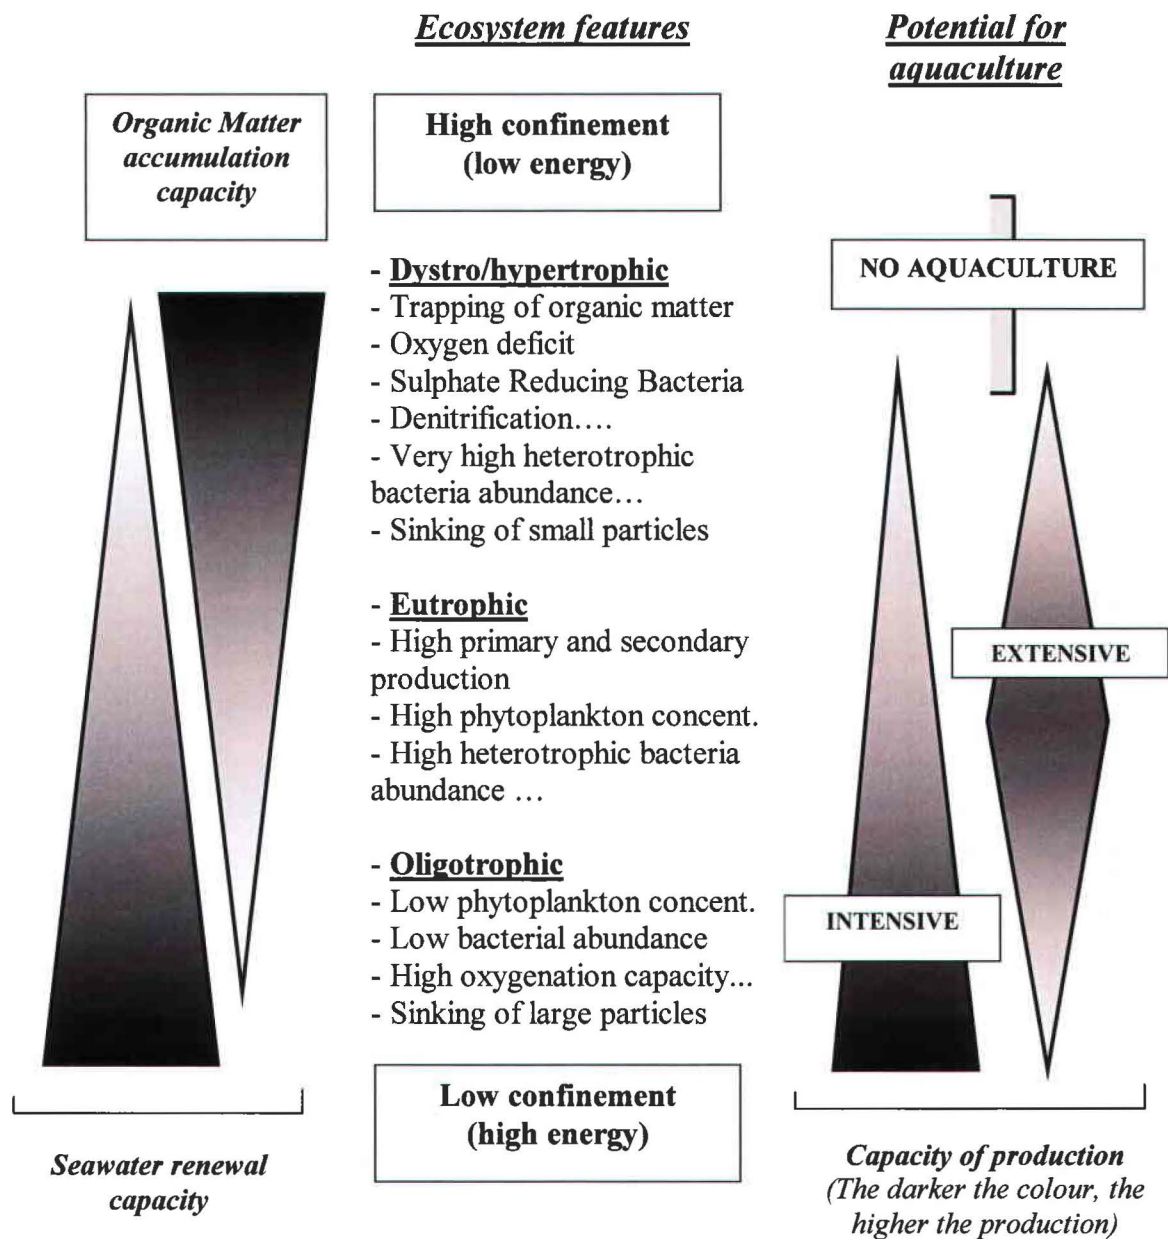 Ecosystem features
Potential for
aquaculture
Organic Matter
accumulation
capacity
High confinement
(low energy)
NO AQUACULTURE
- Dystro/hypertrophic
- Trapping of organic matter
- Oxygen deficit
- Sulphate Reducing Bacteria
- Denitrification....
- Very high heterotrophic
bacteria abundance...
- Sinking of small particles
- Eutrophic
- High primary and secondary
production
- High phytoplankton concent.
- High heterotrophic bacteria
abundance ...
EXTENSIVE
- Oligotrophic
- Low phytoplankton concent.
- Low bacterial abundance
- High oxygenation capacity...
- Sinking of large particles
INTENSIVE
Low confinement
(high energy)
Seawater renewal
capacity
Capacity of production
(The darker the colour, the
higher the production)